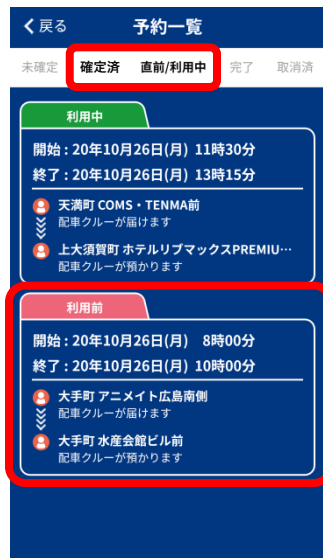 戻る
予約一覧
未確定 確定済 直前/利用中 完了 取消済
利用中
開始 : 20年10月26日(月) 11時30分
終了 : 20年10月26日(月) 13時15分
天満町 COMS・TENMA前
配車クルーが届けます
上大須賀町 ホテルリブマックスPREMIU…
配車クルーが預かります
利用前
開始 : 20年10月26日(月) 8時00分
終了 : 20年10月26日(月) 10時00分
大手町 アニメイト広島南側
配車クルーが届けます
大手町 水産会館ビル前
配車クルーが預かります